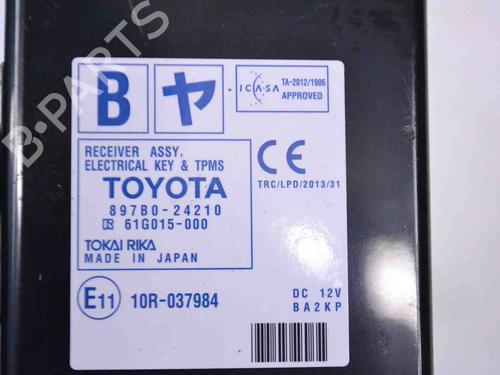 B ヤ
ICASA
TA-2012/1906
APPROVED
RECEIVER ASSY,
ELECTRICAL KEY & TPMS
CE
TRC/LPD/2013/31
TOYOTA
897B0-24210
61G015-000
TOKAI RIKA
MADE IN JAPAN
E11 10R-037984
DC 12V
BA2KP
B-PARTS